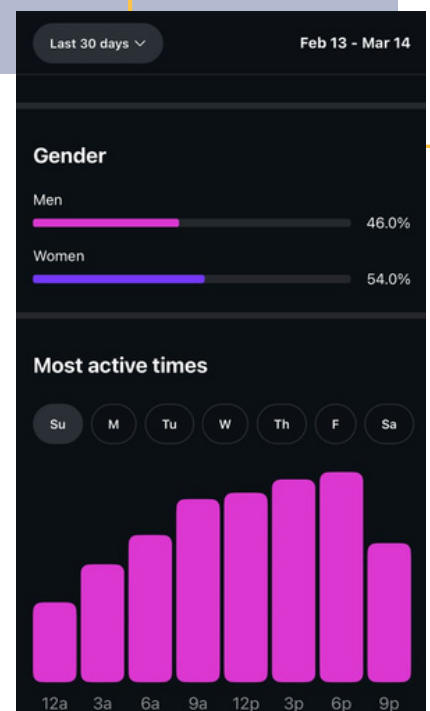 Last 30 days Feb 13 - Mar 14
Gender
Men
46.0%
Women
54.0%
Most active times
Su M Tu W Th F Sa
12a 3a 6a 9a 12p 3p 6p 9p